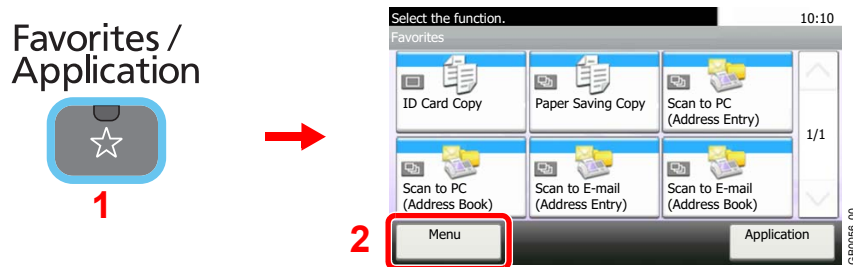 Favorites /
Application
1
Select the function.
10:10
Favorites
ID Card Copy
Paper Saving Copy
Scan to PC
(Address Entry)
1/1
Scan to PC
(Address Book)
Scan to E-mail
(Address Entry)
Scan to E-mail
(Address Book)
2
Menu
Application
GB0056_00